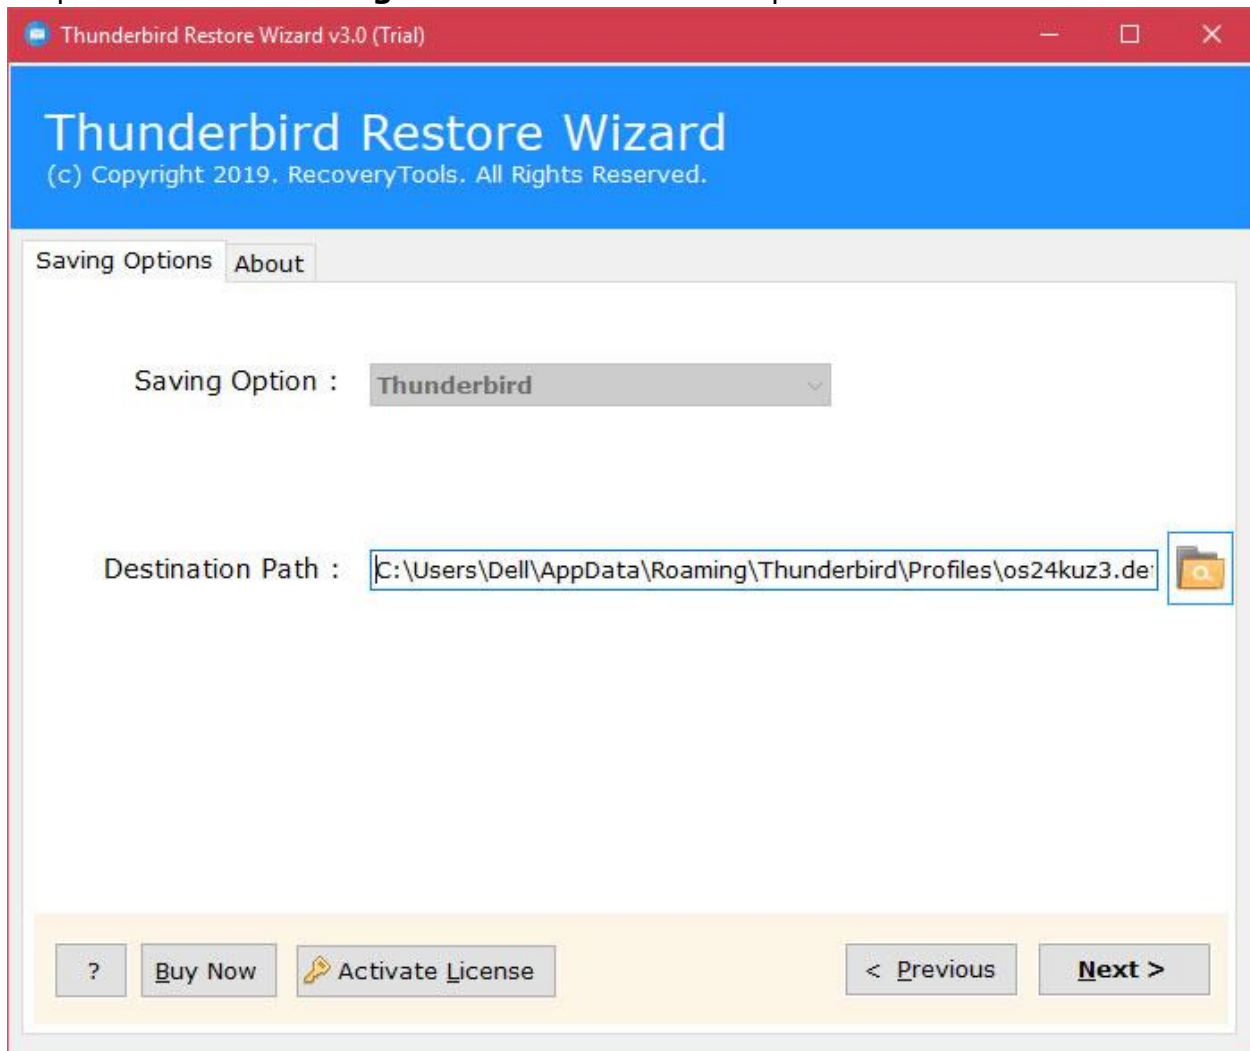 Thunderbird Restore Wizard v3.0 (Trial)
Thunderbird Restore Wizard
(c) Copyright 2019. RecoveryTools. All Rights Reserved.
Saving Options About
Saving Option : Thunderbird
Destination Path : C:\Users\Dell\AppData\Roaming\Thunderbird\Profiles\os24kuz3.de
? Buy Now Activate License < Previous Next >